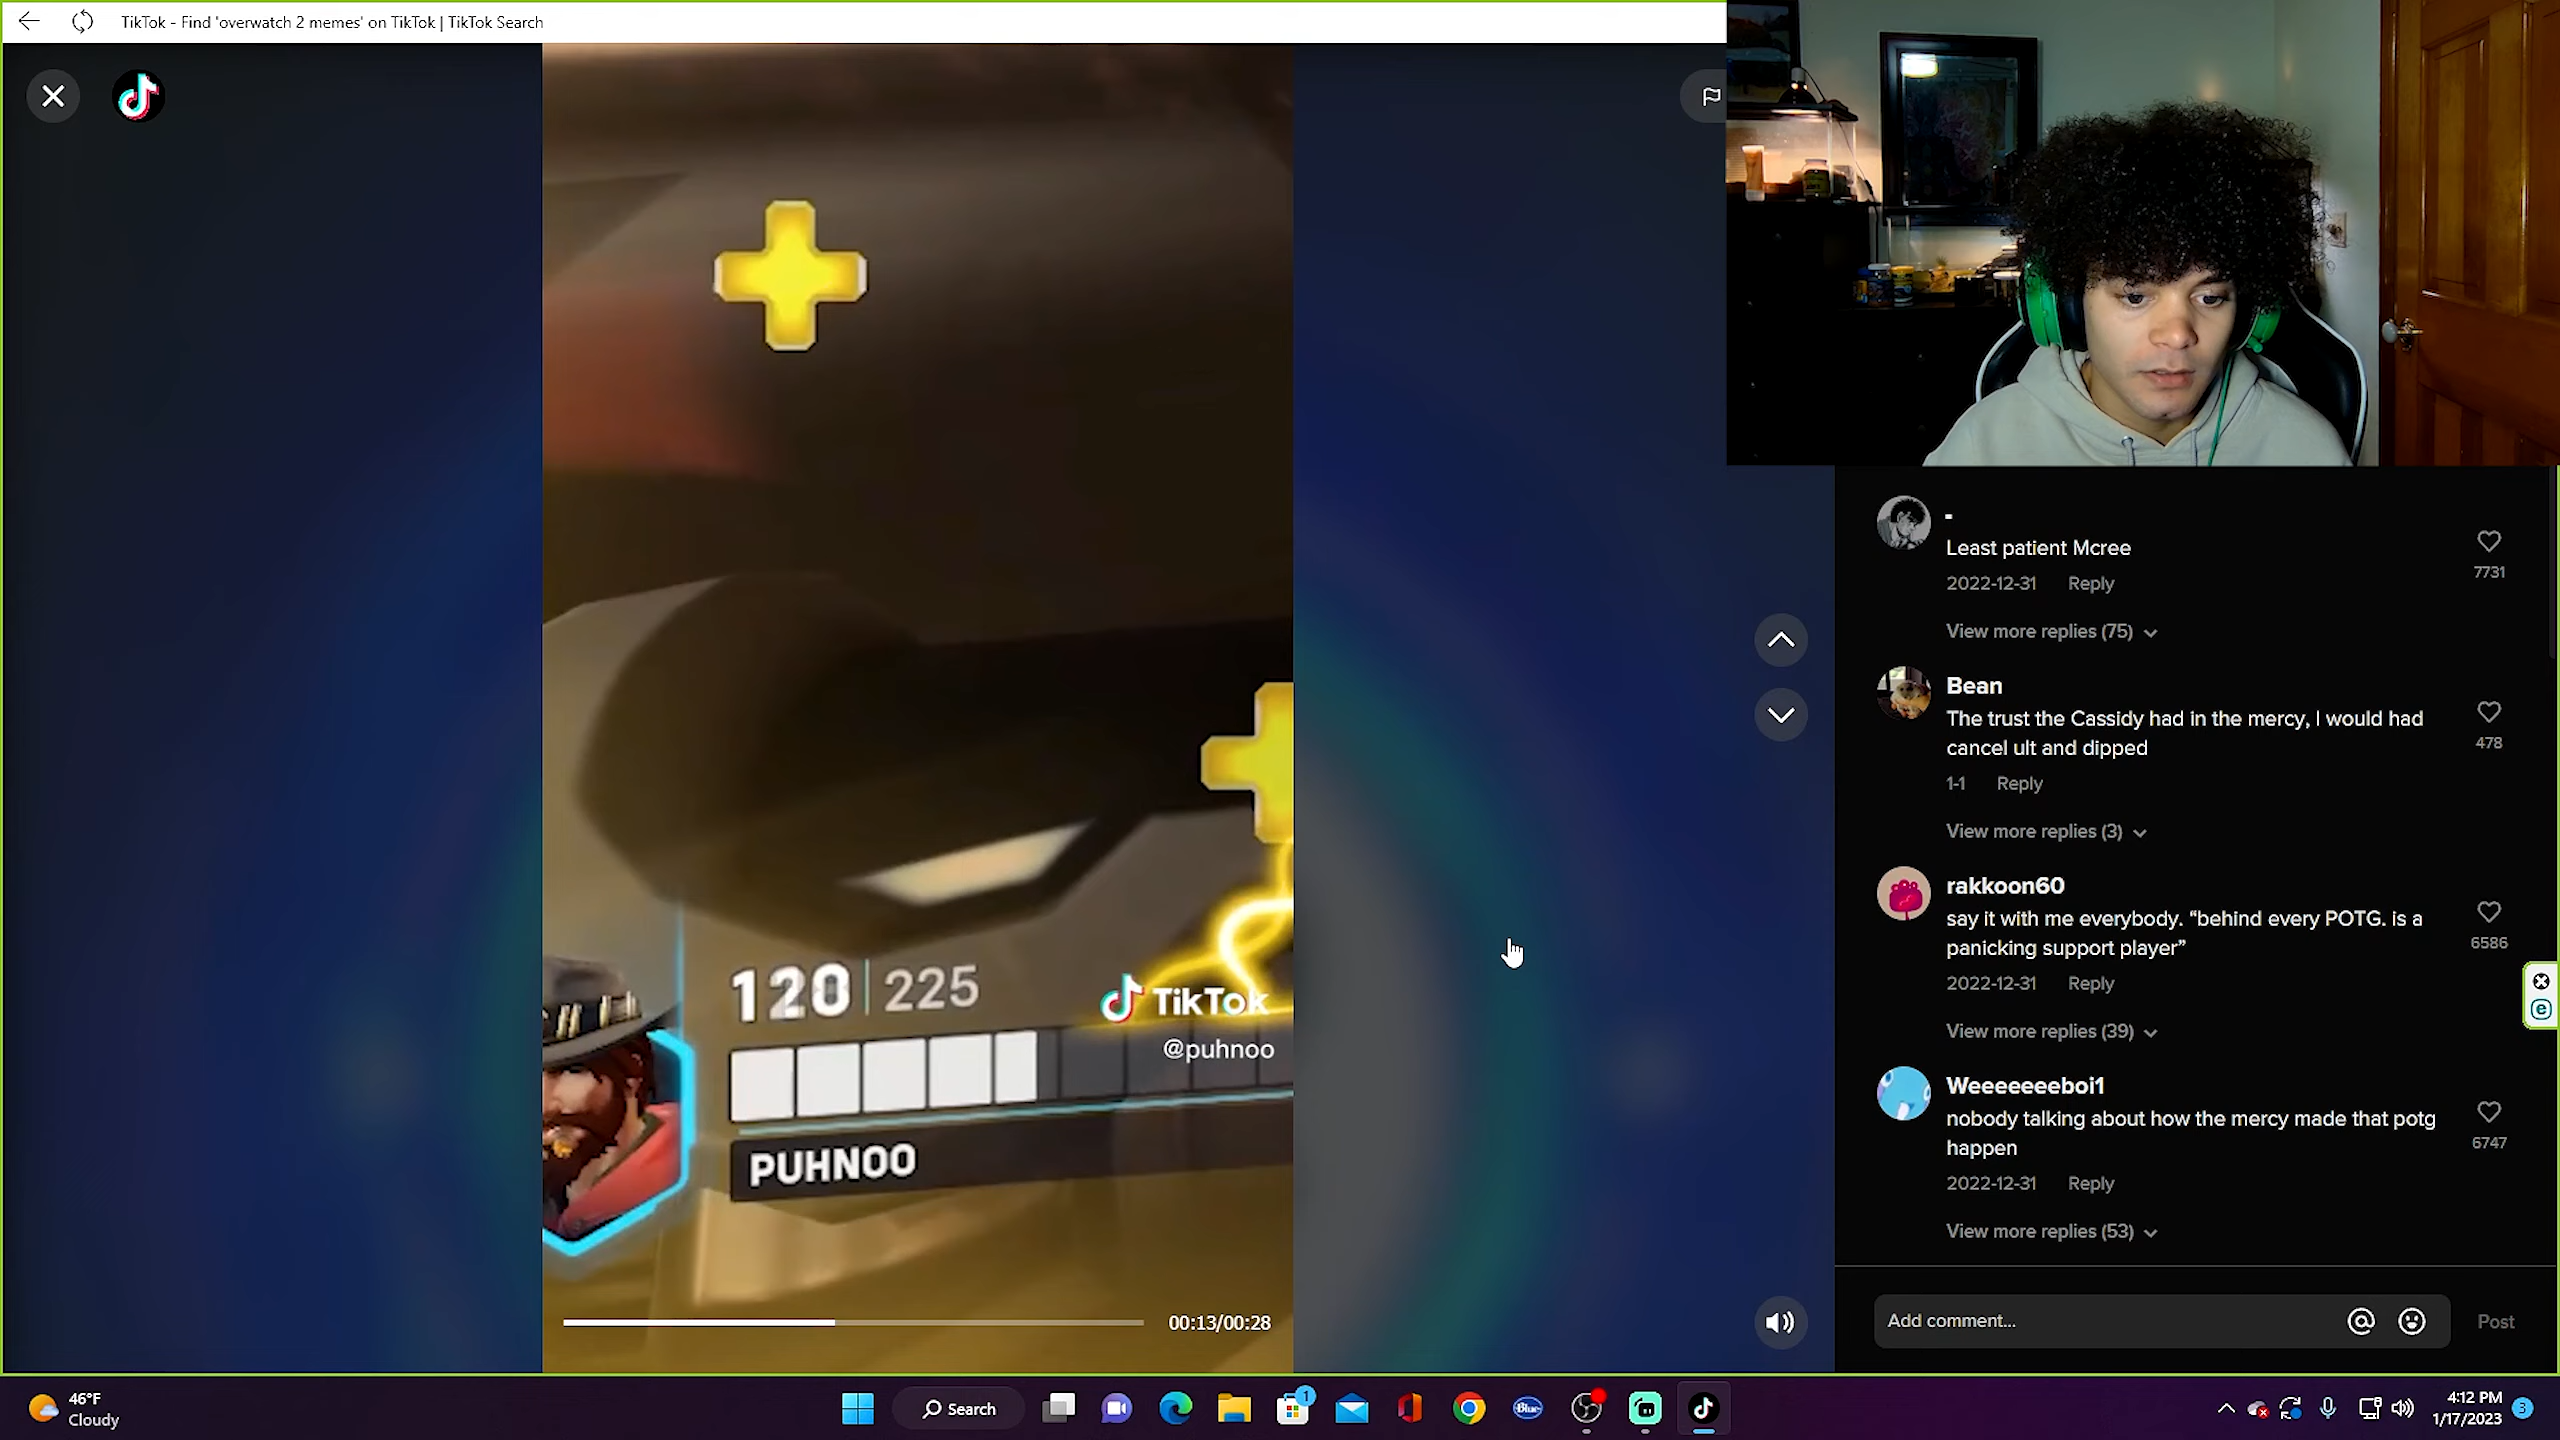 TikTok - Find 'overwatch 2 memes' on TikTok | TikTok Search
-
Least patient Mcree
2022-12-31 Reply
7731
View more replies (75)
Bean
The trust the Cassidy had in the mercy, I would had
cancel ult and dipped
478
1-1 Reply
View more replies (3)
rakkoon60
say it with me everybody. “behind every POTG. is a
panicking support player”
6586
2022-12-31 Reply
View more replies (39)
Weeeeeeeboi1
nobody talking about how the mercy made that potg
happen
6747
2022-12-31 Reply
View more replies (53)
225
TikTok
@puhnoo
PUHNOO
00:13/00:28
Add comment...
Post
46°F
Cloudy
Search
1
Blue
4:12 PM
1/17/2023
3